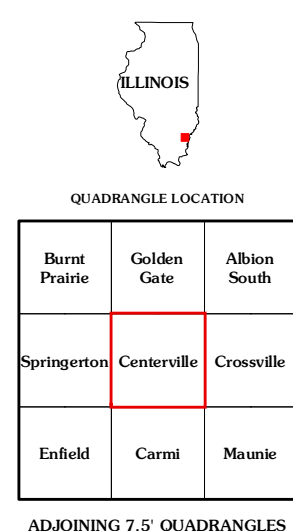 ILLINOIS
QUADRANGLE LOCATION
Burnt Prairie
Golden Gate
Albion South
Springerton
Centerville
Crossville
Enfield
Carmi
Maunie
ADJOINING 7.5' QUADRANGLES